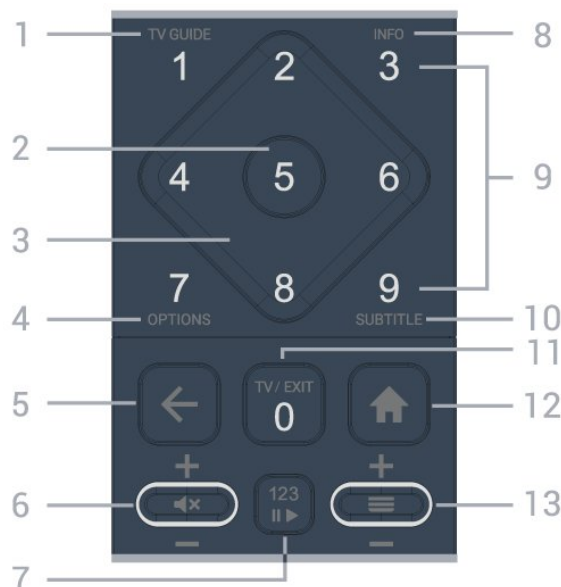 1 TV GUIDE INFO 8
1 2 3
2 4 5 6 9
3
7 8 9
4 OPTIONS SUBTITLE 10
11
5 TV / EXIT 12
0
+ +
6 123 13
- -
7